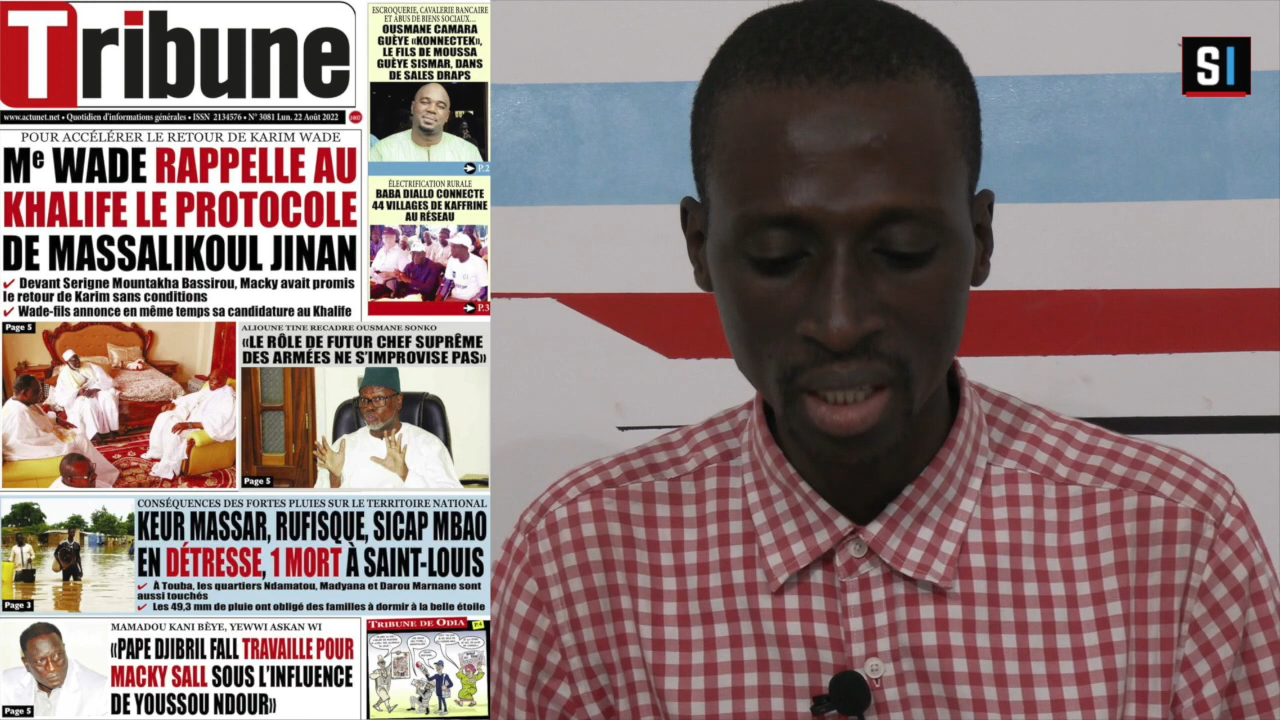 Tribune
www.actunet.net • Quotidien d'informations générales • ISSN 2134576 • N° 3081 Lun. 22 Août 2022
POUR ACCÉLÉRER LE RETOUR DE KARIM WADE
Me WADE RAPPELLE AU
KHALIFE LE PROTOCOLE
DE MASSALIKOUL JINAN
✔ Devant Serigne Mountakha Bassirou, Macky avait promis
le retour de Karim sans conditions
✔ Wade-fils annonce en même temps sa candidature au Khalife
Page 5
ESCROQUERIE, CAVALERIE BANCAIRE
ET ABUS DE BIENS SOCIAUX...
OUSMANE CAMARA
GUÈYE «KONNECTEK»,
LE FILS DE MOUSSA
GUÈYE SISMAR, DANS
DE SALES DRAPS
P.2
ÉLECTRIFICATION RURALE
BABA DIALLO CONNECTE
44 VILLAGES DE KAFFRINE
AU RÉSEAU
P.3
ALIOUNE TINE RECADRE OUSMANE SONKO
«LE RÔLE DE FUTUR CHEF SUPRÊME
DES ARMÉES NE S'IMPROVISE PAS»
Page 5
CONSÉQUENCES DES FORTES PLUIES SUR LE TERRITOIRE NATIONAL
KEUR MASSAR, RUFISQUE, SICAP MBAO
EN DÉTRESSE, 1 MORT À SAINT-LOUIS
✔ À Touba, les quartiers Ndamatou, Madyana et Darou Marnane sont
aussi touchés
✔ Les 49,3 mm de pluie ont obligé des familles à dormir à la belle étoile
Page 3
MAMADOU KANI BÈYE, YEWWI ASKAN WI
«PAPE DJIBRIL FALL TRAVAILLE POUR
MACKY SALL SOUS L'INFLUENCE
DE YOUSSOU NDOUR»
Page 5
TRIBUNE DE ODIA
P.4
SI